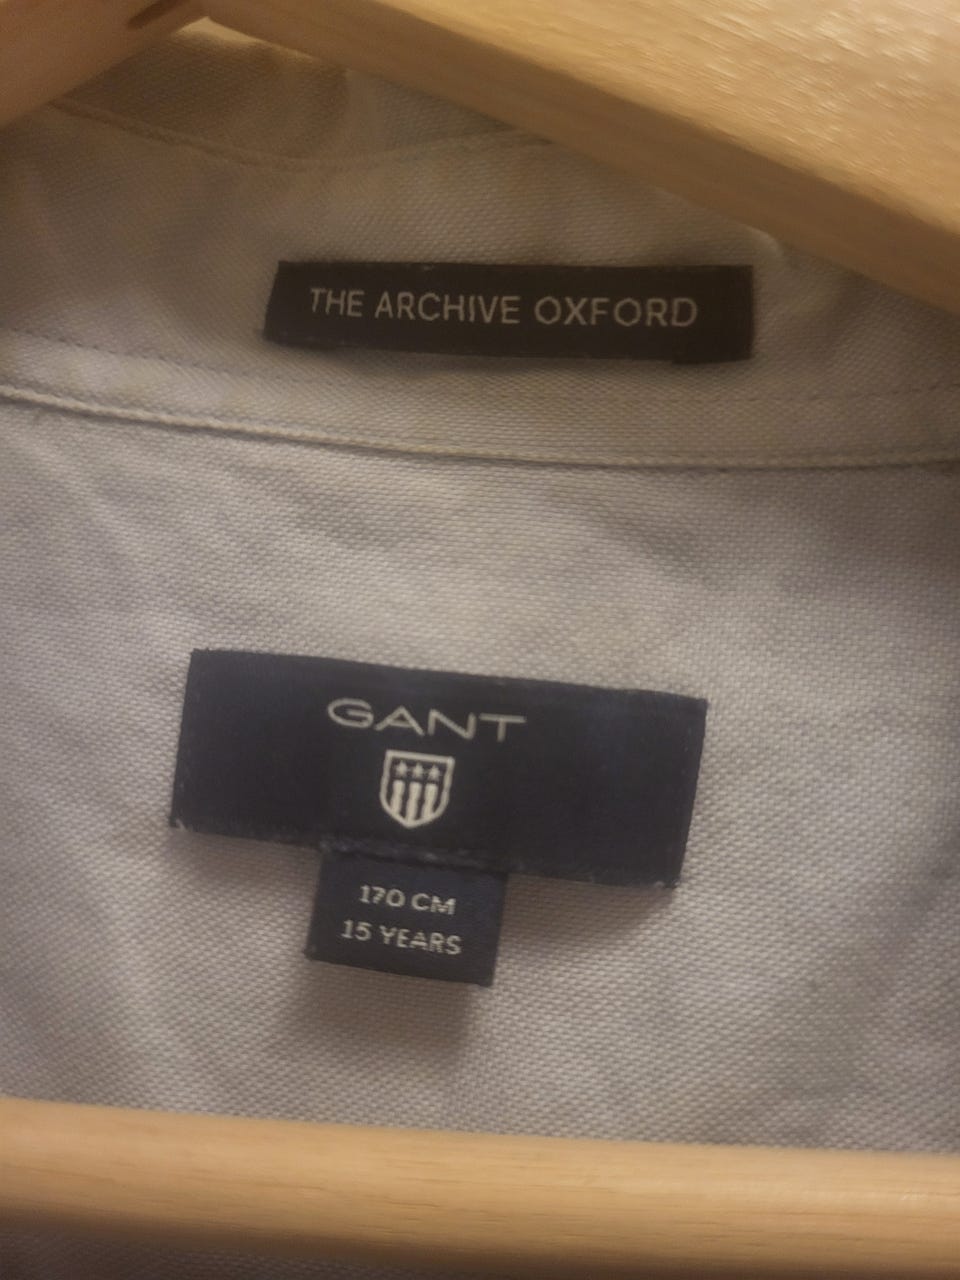 THE ARCHIVE OXFORD
GANT
170 CM
15 YEARS